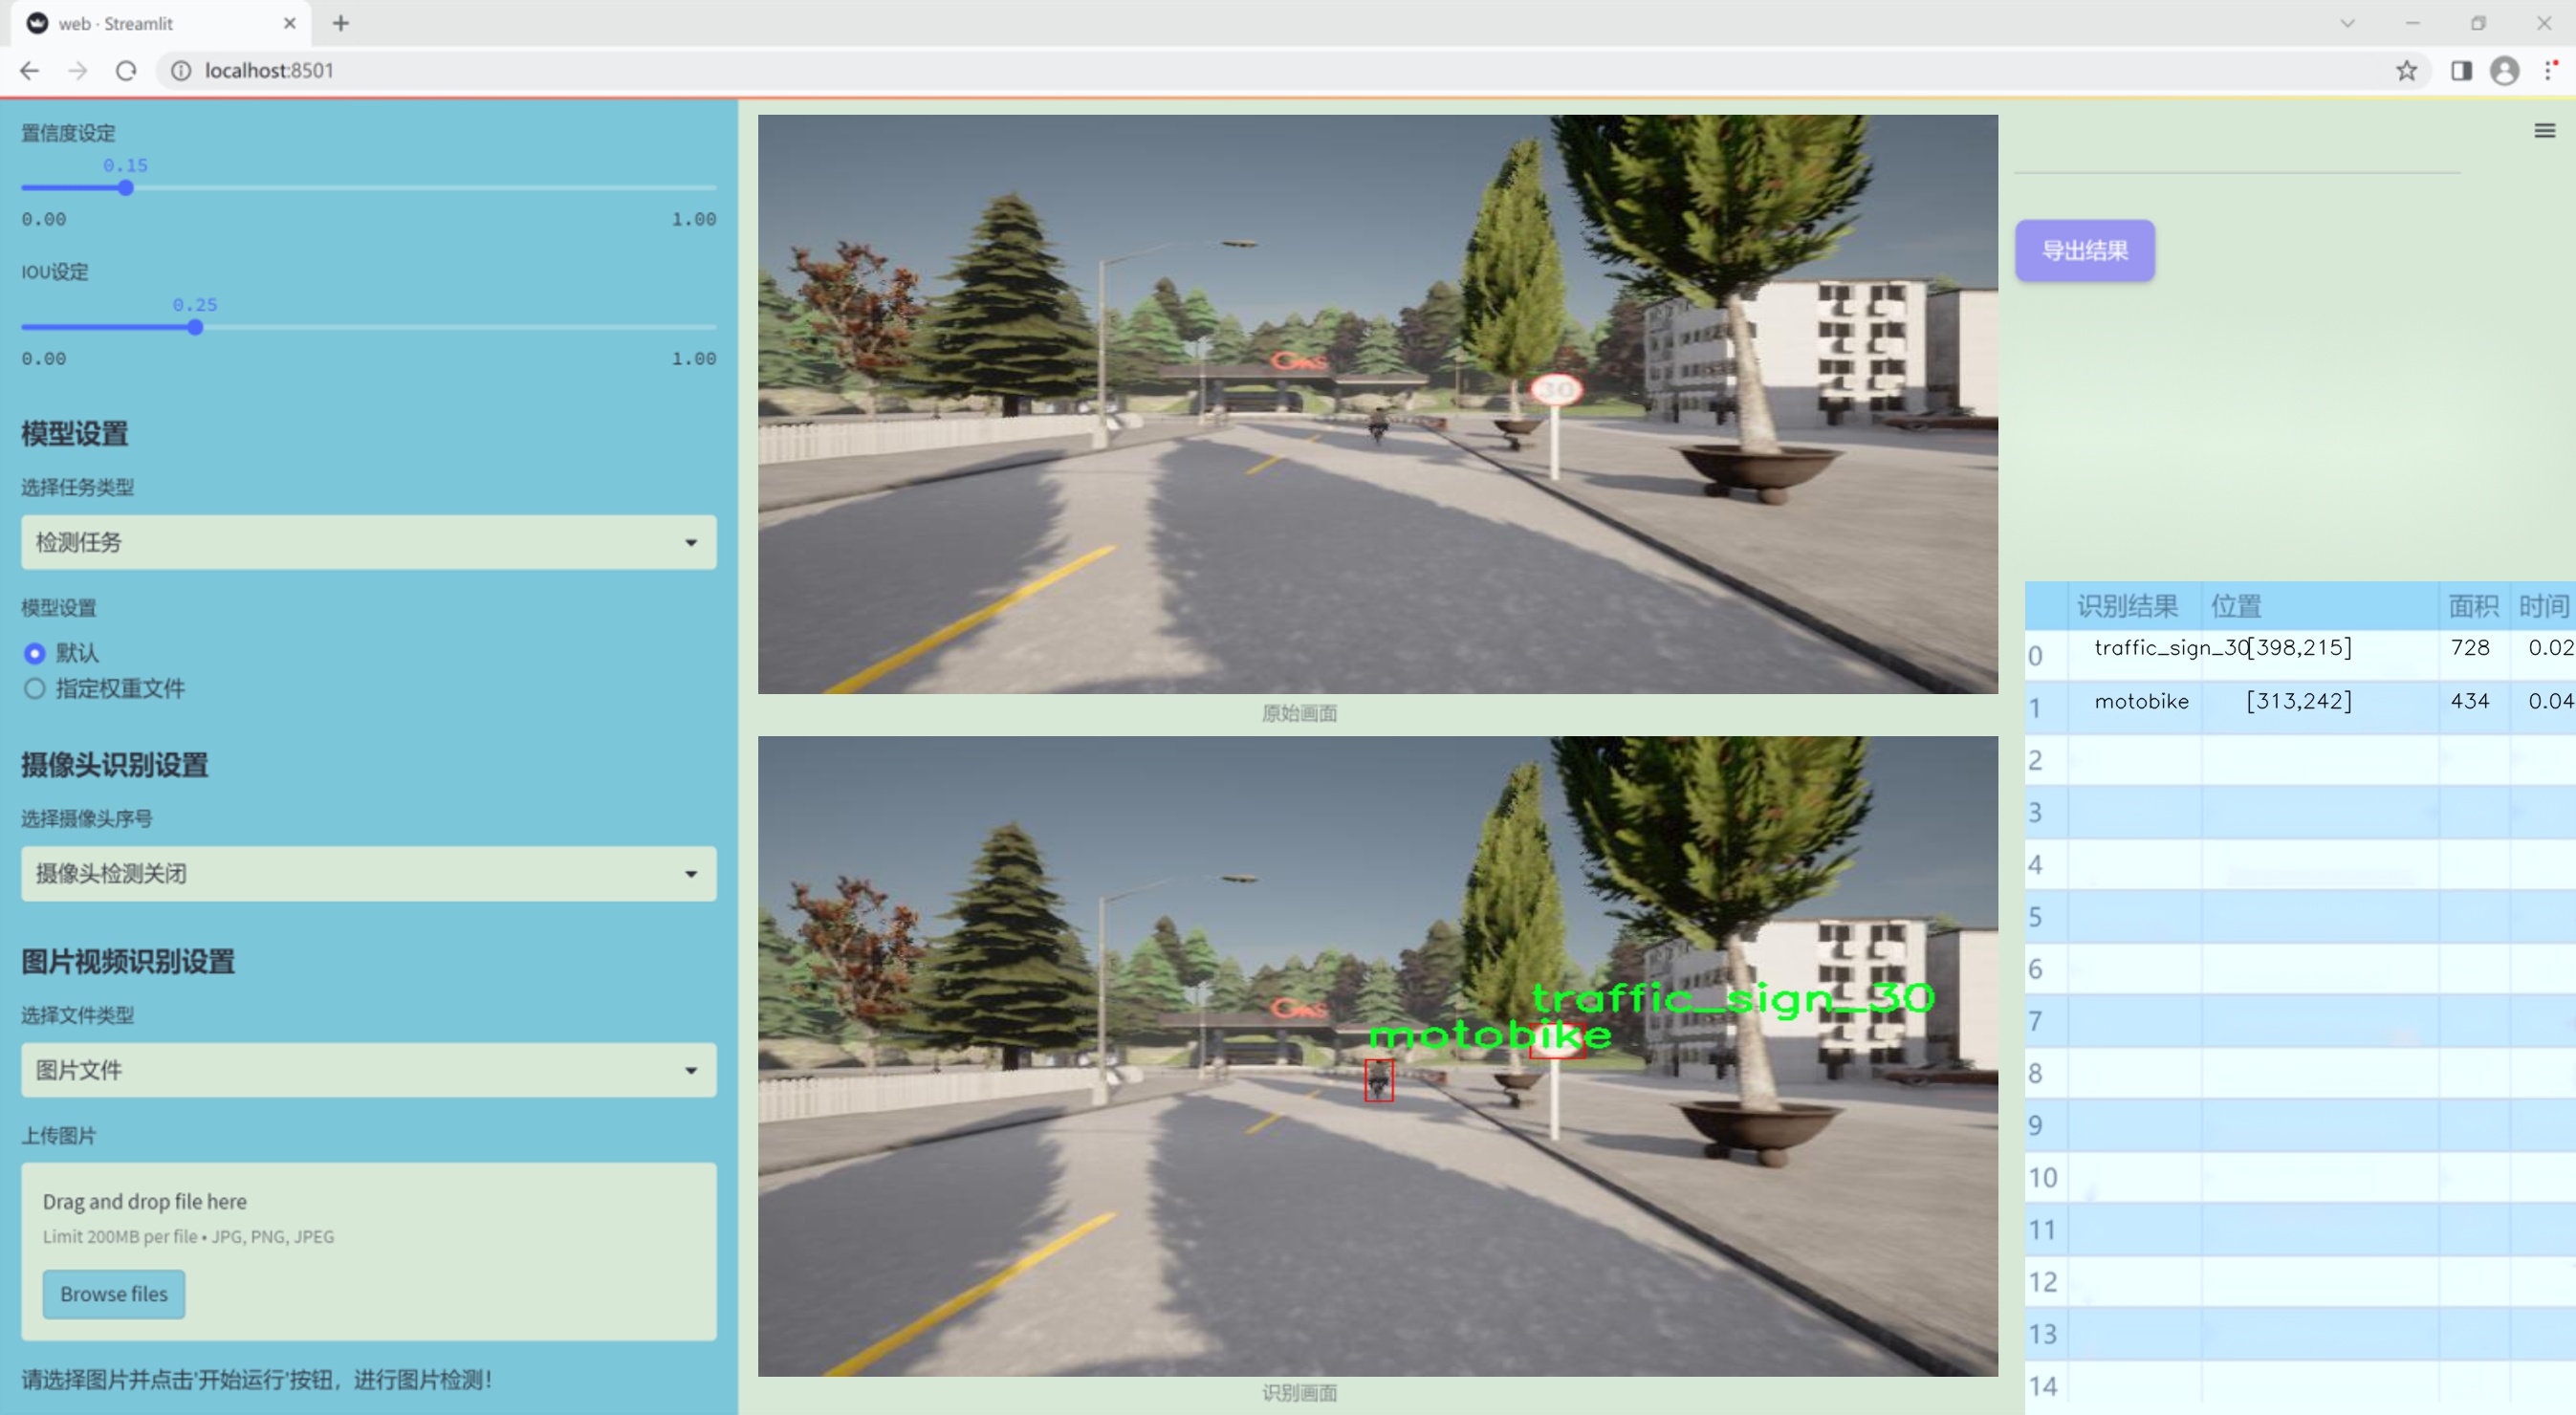 web · Streamlit
localhost:8501
置信度设定
0.15
0.00 1.00
IOU设定
0.25
0.00 1.00
模型设置
选择任务类型
检测任务
模型设置
默认
指定权重文件
摄像头识别设置
选择摄像头序号
摄像头检测关闭
图片视频识别设置
选择文件类型
图片文件
上传图片
Drag and drop file here
Limit 200MB per file • JPG, PNG, JPEG
Browse files
请选择图片并点击'开始运行'按钮，进行图片检测！
GAS
30
原始画面
traffic_sign_30
motobike
GAS
识别画面
导出结果
识别结果 位置 面积 时间
0 traffic_sign_30 [398,215] 728 0.02
1 motobike [313,242] 434 0.04
2
3
4
5
6
7
8
9
10
11
12
13
14